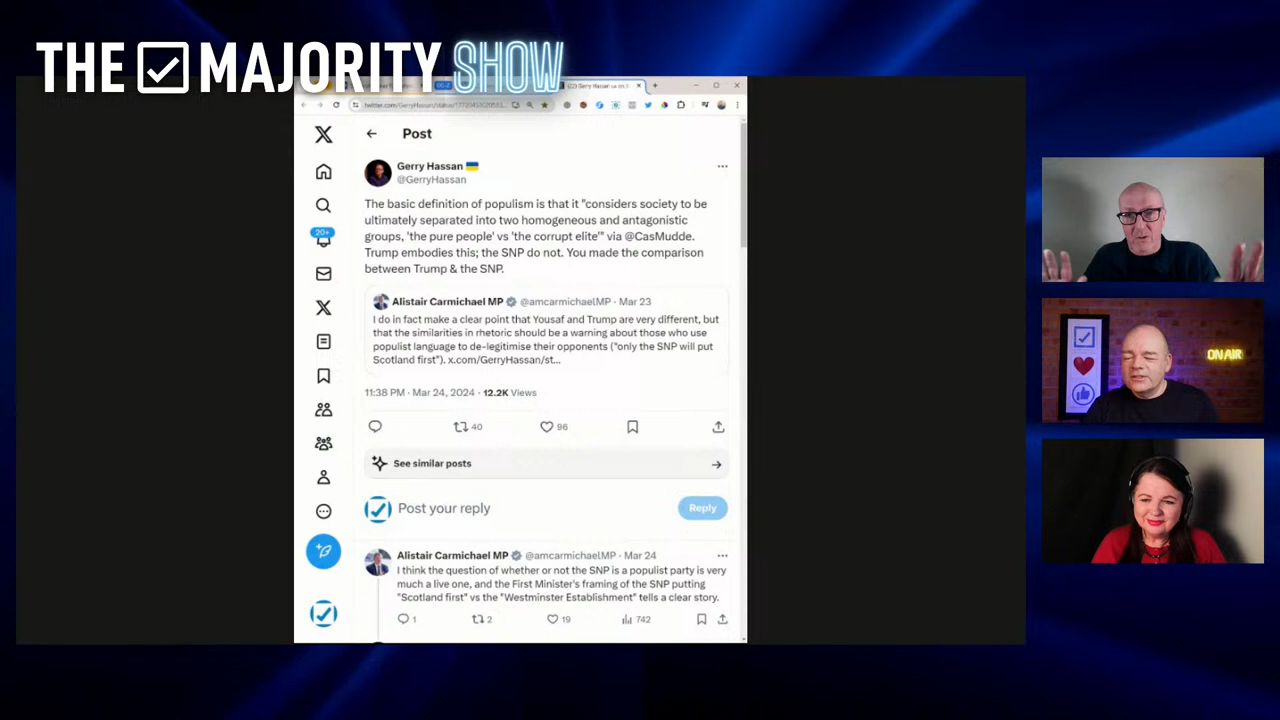 THE MAJORITY SHOW
Post
Gerry Hassan
@GerryHassan
The basic definition of populism is that it "considers society to be
ultimately separated into two homogeneous and antagonistic
groups, 'the pure people' vs 'the corrupt elite'" via @CasMudde.
Trump embodies this; the SNP do not. You made the comparison
between Trump & the SNP.
Alistair Carmichael MP @amcarmichaelMP · Mar 23
I do in fact make a clear point that Yousaf and Trump are very different, but
that the similarities in rhetoric should be a warning about those who use
populist language to de-legitimise their opponents ("only the SNP will put
Scotland first"). x.com/GerryHassan/st...
11:38 PM · Mar 24, 2024 · 12.2K Views
40 96
See similar posts
Post your reply
Reply
Alistair Carmichael MP @amcarmichaelMP · Mar 24
I think the question of whether or not the SNP is a populist party is very
much a live one, and the First Minister's framing of the SNP putting
"Scotland first" vs the "Westminster Establishment" tells a clear story.
1 2 19 742
20+
ON AIR